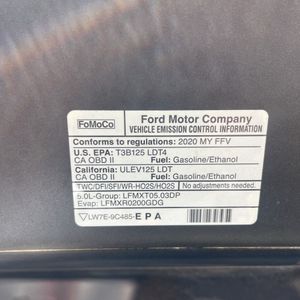 FoMoCo
Ford Motor Company
VEHICLE EMISSION CONTROL INFORMATION
Conforms to regulations: 2020 MY FFV
U.S. EPA: T3B125 LDT4
CA OBD II Fuel: Gasoline/Ethanol
California: ULEV125 LDT
CA OBD II Fuel: Gasoline/Ethanol
TWC/DFI/SFI/WR-HO2S/HO2S No adjustments needed.
5.0L-Group: LFMXT05.03DP
Evap: LFMXR0200GDG
LW7E-9C485-EPA